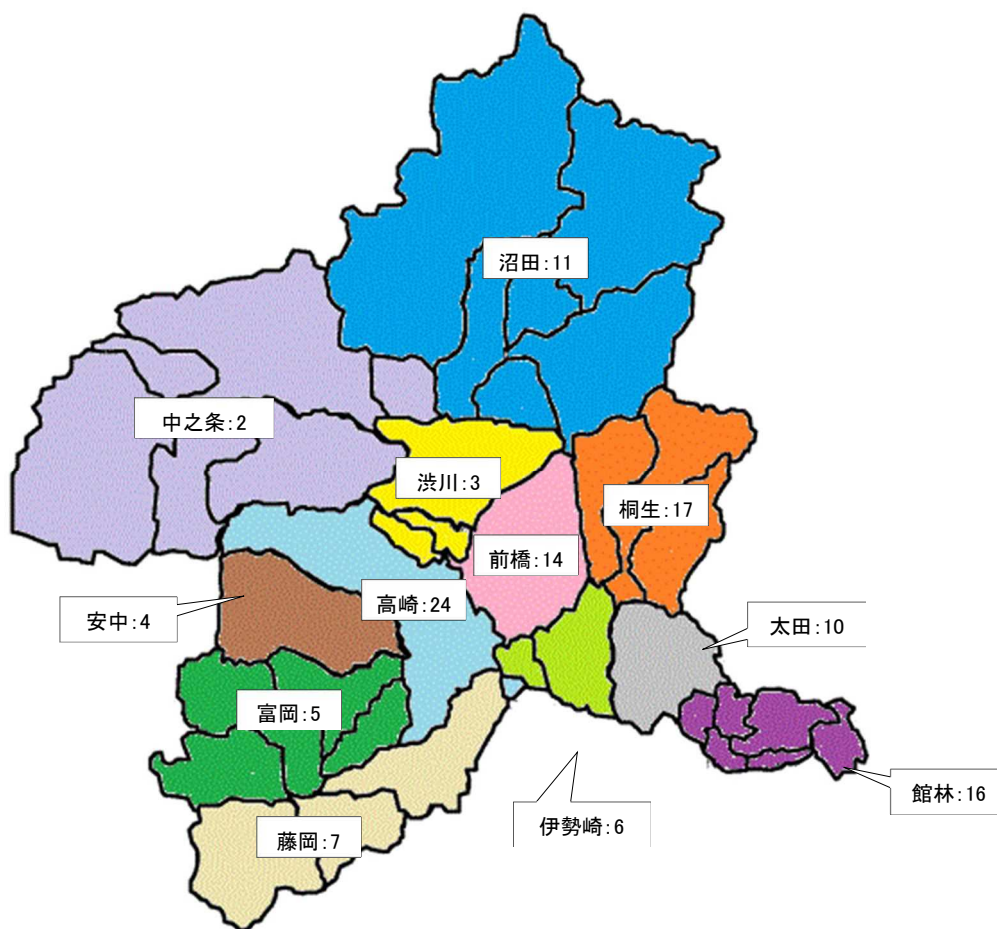 沼田:11
中之条:2
渋川:3
桐生:17
前橋:14
高崎:24
安中:4
太田:10
富岡:5
館林:16
伊勢崎:6
藤岡:7